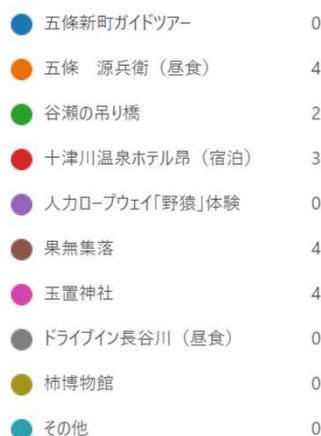 五條新町ガイドツアー 0
五條　源兵衛（昼食） 4
谷瀬の吊り橋 2
十津川温泉ホテル昴（宿泊） 3
人力ロープウェイ「野猿」体験 0
果無集落 4
玉置神社 4
ドライブイン長谷川（昼食） 0
柿博物館 0
その他 0